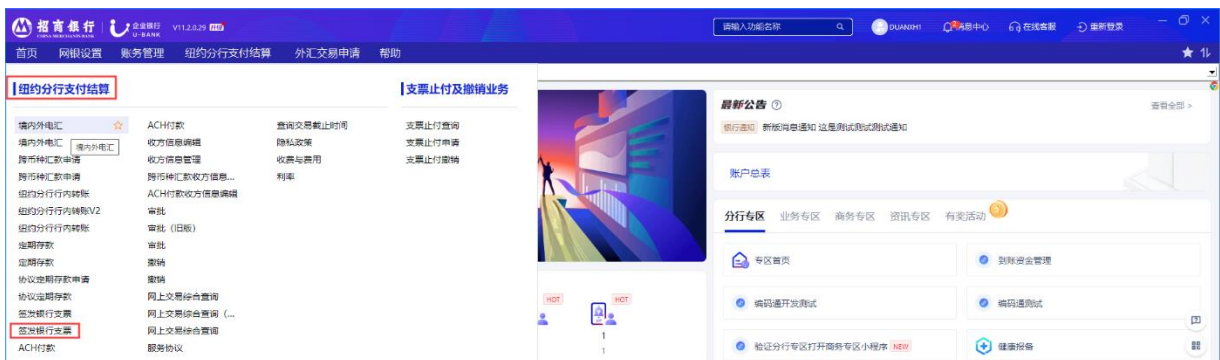 招商银行 企业银行 V11.2.0.29
CHINA MERCHANTS BANK U-BANK
请输入功能名称
DUANXH1
消息中心
在线客服
重新登录
首页 网银设置 账务管理 纽约分行支付结算 外汇交易申请 帮助
纽约分行支付结算
境内外电汇
境内外电汇
境内外电汇
跨币种汇款申请
跨币种汇款申请
纽约分行行内转账
纽约分行行内转账V2
纽约分行行内转账
定期存款
定期存款
协议定期存款申请
协议定期存款
签发银行支票
签发银行支票
ACH付款
ACH付款
收方信息编辑
收方信息管理
跨币种汇款收方信息...
ACH付款收方信息编辑
审批
审批（旧版）
审批
撤销
撤销
网上交易综合查询
网上交易综合查询（...
网上交易综合查询
服务协议
查询交易截止时间
隐私政策
收费与费用
利率
支票止付及撤销业务
支票止付查询
支票止付申请
支票止付撤销
HOT
HOT
1
1
最新公告
查看全部 >
银行通知 新版消息通知 这是测试测试测试通知
账户总表
分行专区 业务专区 商务专区 资讯专区 有奖活动
专区首页
到账资金管理
编码通开发测试
编码通测试
验证分行专区打开商务专区小程序 NEW
健康报备